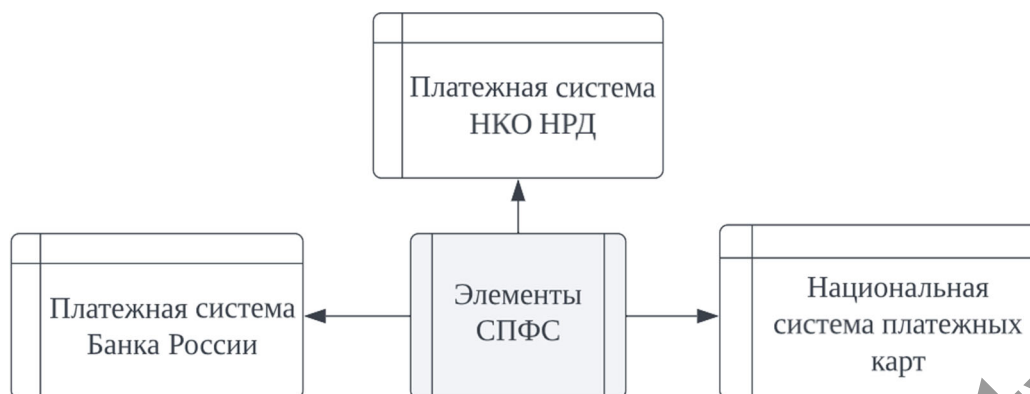 Платежная система
НКО НРД
Платежная система
Банка России
Элементы
СПФС
Национальная
система платежных
карт